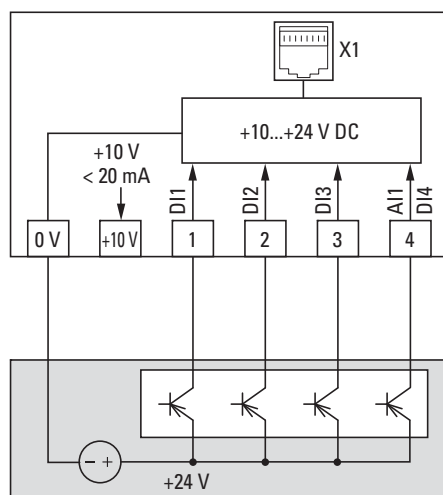 X1
+10...+24 V DC
+10 V
< 20 mA
DI1
DI2
DI3
AI1
DI4
0 V
+10 V
1
2
3
4
- +
+24 V